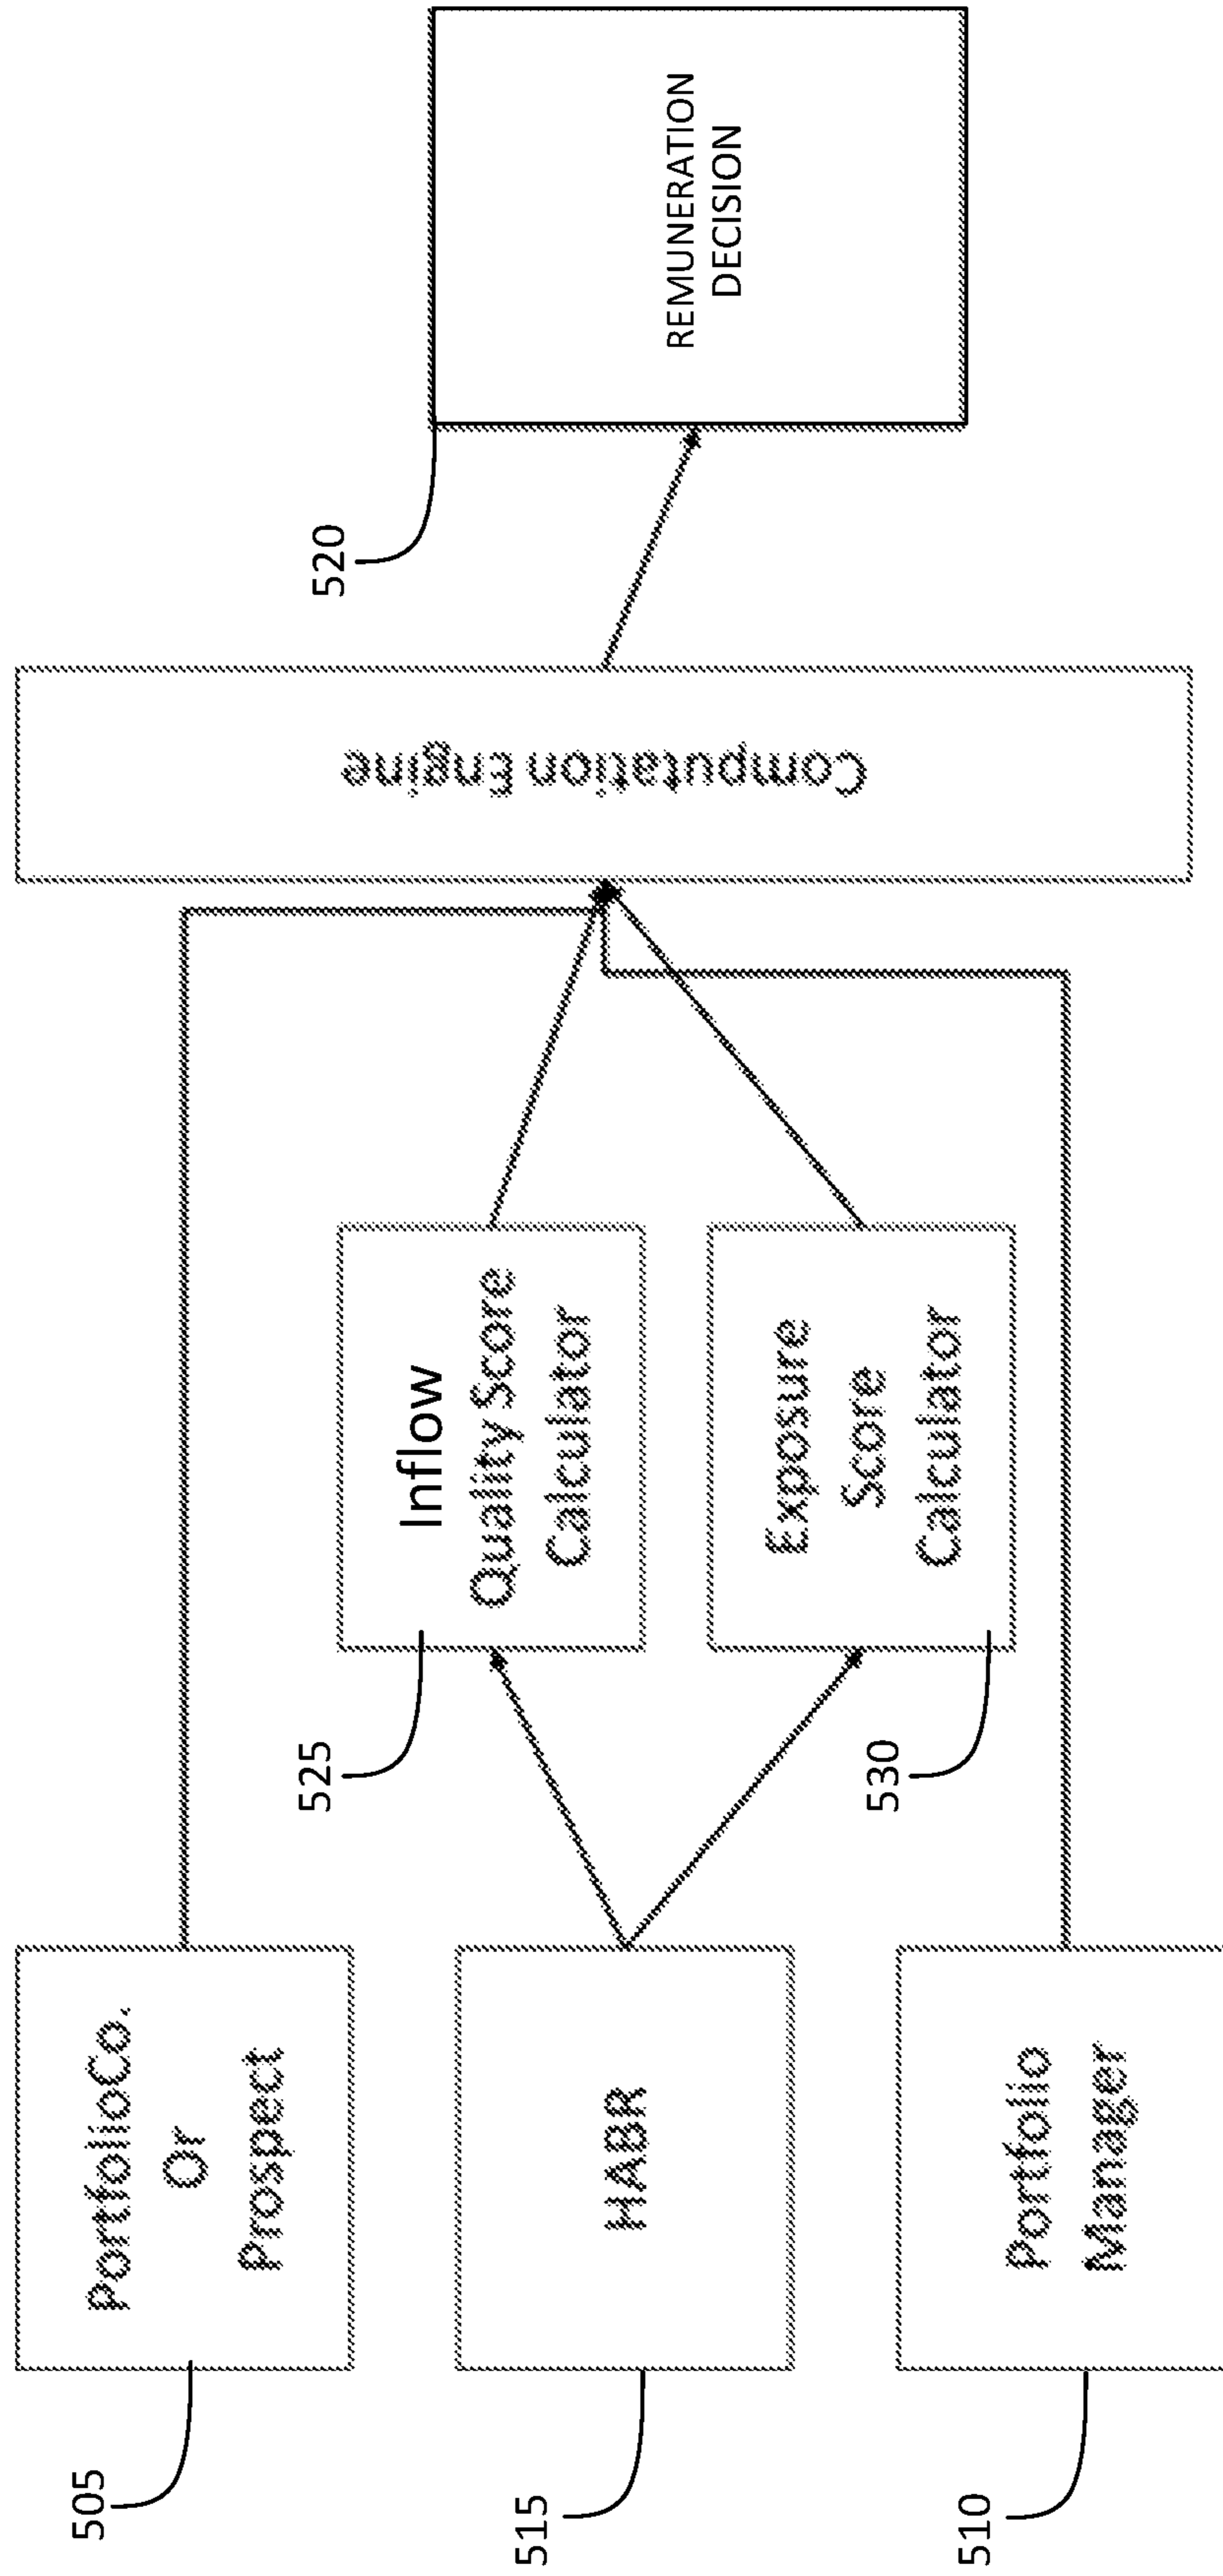 505
PortfolioCo.
Or
Prospect
515
HABR
510
Portfolio
Manager
525
Inflow
Quality Score
Calculator
530
Exposure
Score
Calculator
Computation Engine
520
REMUNERATION
DECISION